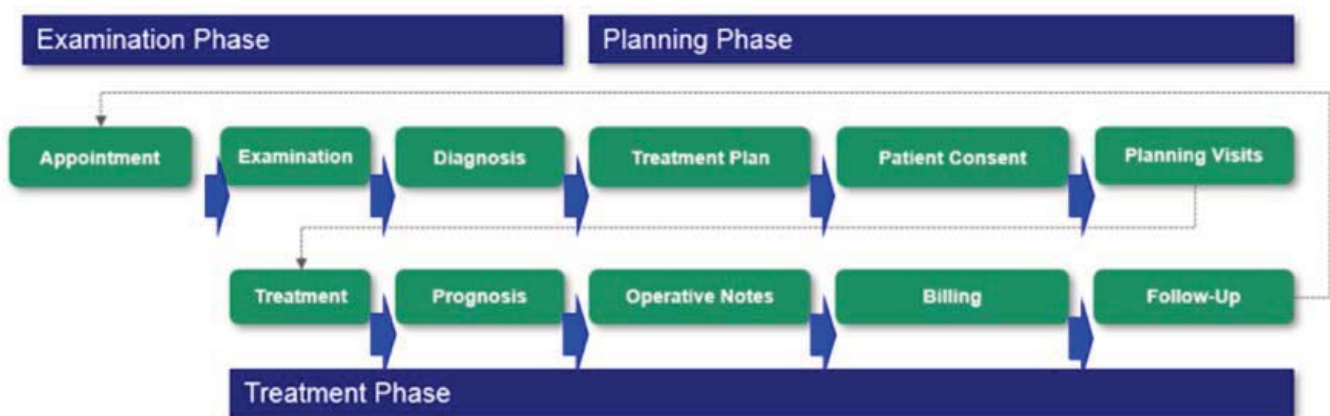 Examination Phase
Planning Phase
Appointment
Examination
Diagnosis
Treatment Plan
Patient Consent
Planning Visits
Treatment
Prognosis
Operative Notes
Billing
Follow-Up
Treatment Phase